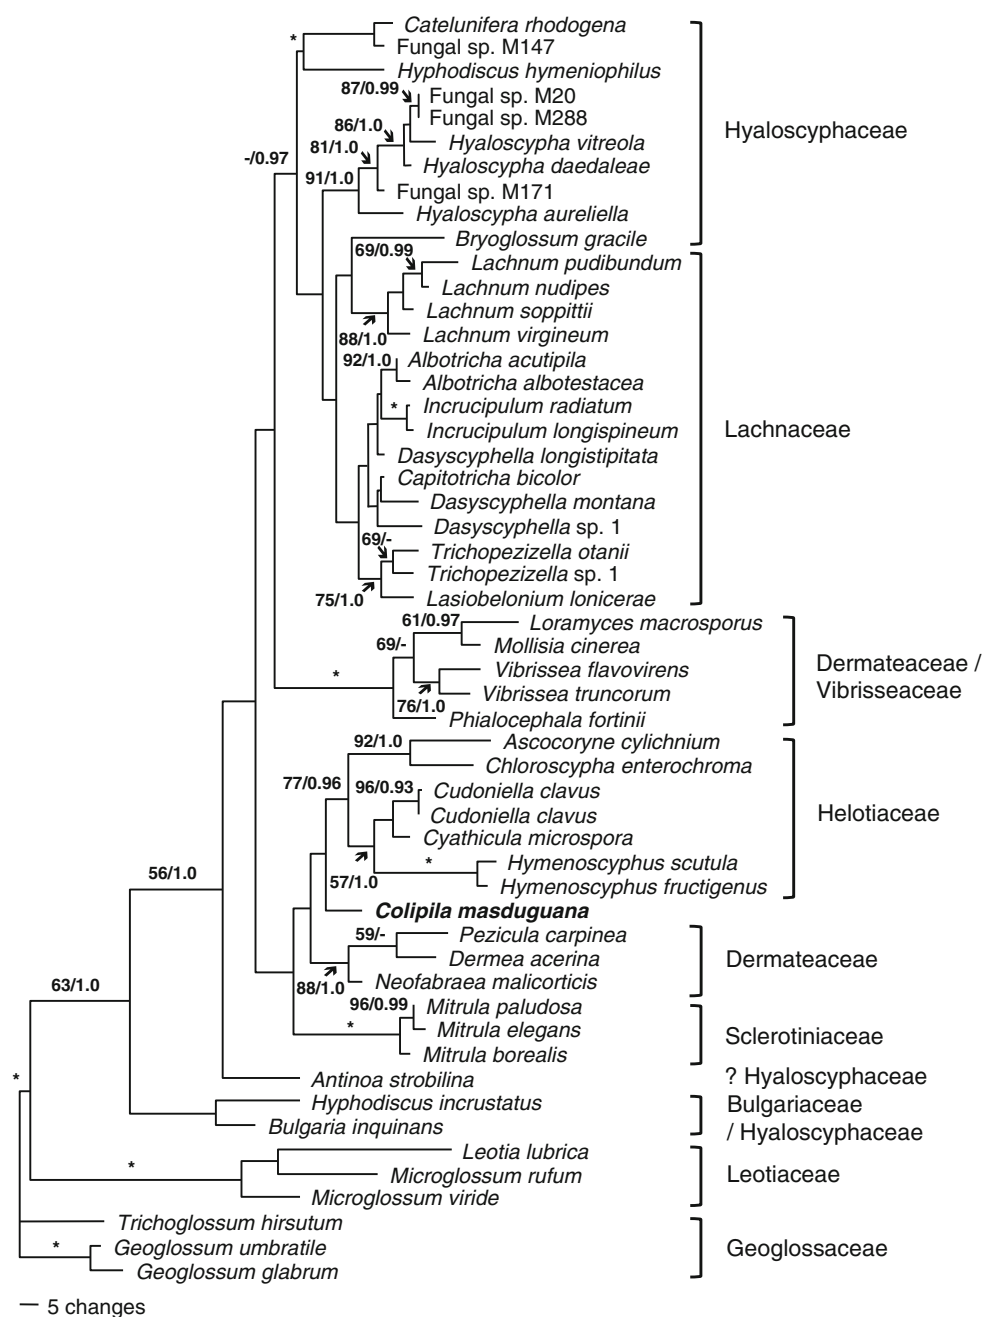 *
Catelunifera rhodogena
Fungal sp. M147
Hyphodiscus hymeniophilus
87/0.99
Fungal sp. M20
Fungal sp. M288
86/1.0
Hyaloscypha vitreola
81/1.0
Hyaloscypha daedaleae
-/0.97
91/1.0
Fungal sp. M171
Hyaloscypha aureliella
Hyaloscyphaceae
Bryoglossum gracile
69/0.99
Lachnum pudibundum
Lachnum nudipes
Lachnum soppittii
88/1.0
Lachnum virgineum
92/1.0
Albotricha acutipila
Albotricha albotestacea
*
Incrucipulum radiatum
Incrucipulum longispineum
Lachnaceae
Dasyscyphella longistipitata
Capitotricha bicolor
Dasyscyphella montana
Dasyscyphella sp. 1
69/-
Trichopezizella otanii
Trichopezizella sp. 1
75/1.0
Lasiobelonium lonicerae
61/0.97
Loramyces macrosporus
69/-
Mollisia cinerea
*
Vibrissea flavovirens
Vibrissea truncorum
76/1.0
Phialocephala fortinii
Dermateaceae /
Vibrisseaceae
92/1.0
Ascocoryne cylichnium
Chloroscypha enterochroma
77/0.96
96/0.93
Cudoniella clavus
Cudoniella clavus
Cyathicula microspora
*
Hymenoscyphus scutula
57/1.0
Hymenoscyphus fructigenus
Helotiaceae
56/1.0
Colipila masduguana
59/-
Pezicula carpinea
Dermea acerina
88/1.0
Neofabraea malicorticis
Dermateaceae
63/1.0
96/0.99
Mitrula paludosa
*
Mitrula elegans
Mitrula borealis
Sclerotiniaceae
*
Antinoa strobilina
? Hyaloscyphaceae
Hyphodiscus incrustatus
Bulgaria inquinans
Bulgariaceae
/ Hyaloscyphaceae
*
Leotia lubrica
Microglossum rufum
Microglossum viride
Leotiaceae
Trichoglossum hirsutum
*
Geoglossum umbratile
Geoglossum glabrum
Geoglossaceae
5 changes